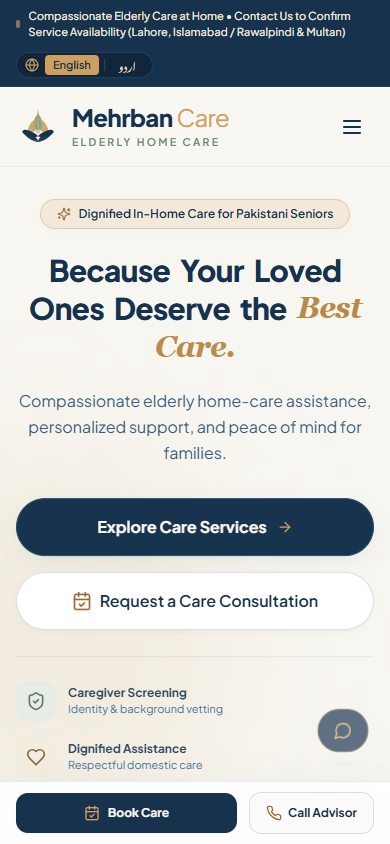 Compassionate Elderly Care at Home • Contact Us to Confirm
Service Availability (Lahore, Islamabad / Rawalpindi & Multan)
English
اردو
Mehrban Care
ELDERLY HOME CARE
Dignified In-Home Care for Pakistani Seniors
Because Your Loved
Ones Deserve the Best
Care.
Compassionate elderly home-care assistance,
personalized support, and peace of mind for
families.
Explore Care Services
Request a Care Consultation
Caregiver Screening
Identity & background vetting
Dignified Assistance
Respectful domestic care
Book Care
Call Advisor